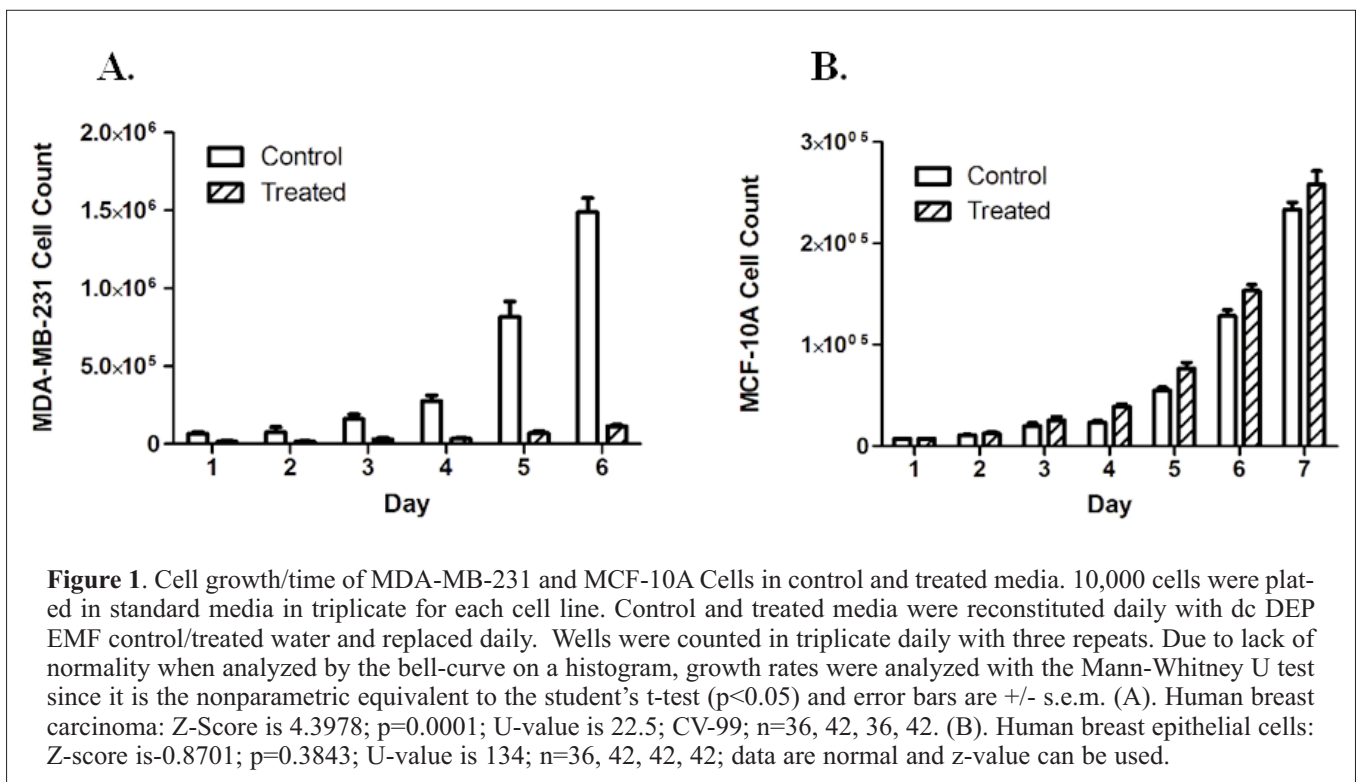 A.
2.0×10⁶
1.5×10⁶
1.0×10⁶
5.0×10⁵
0
MDA-MB-231 Cell Count
Control
Treated
1 2 3 4 5 6
Day
B.
3×10⁰⁵
2×10⁰⁵
1×10⁰⁵
0
MCF-10A Cell Count
Control
Treated
1 2 3 4 5 6 7
Day
Figure 1. Cell growth/time of MDA-MB-231 and MCF-10A Cells in control and treated media. 10,000 cells were plat-
ed in standard media in triplicate for each cell line. Control and treated media were reconstituted daily with dc DEP
EMF control/treated water and replaced daily. Wells were counted in triplicate daily with three repeats. Due to lack of
normality when analyzed by the bell-curve on a histogram, growth rates were analyzed with the Mann-Whitney U test
since it is the nonparametric equivalent to the student's t-test (p<0.05) and error bars are +/- s.e.m. (A). Human breast
carcinoma: Z-Score is 4.3978; p=0.0001; U-value is 22.5; CV-99; n=36, 42, 36, 42. (B). Human breast epithelial cells:
Z-score is-0.8701; p=0.3843; U-value is 134; n=36, 42, 42, 42; data are normal and z-value can be used.